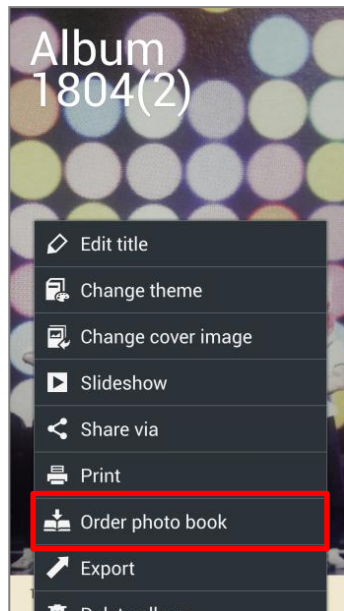 Album
1804(2)
Edit title
Change theme
Change cover image
Slideshow
Share via
Print
Order photo book
Export